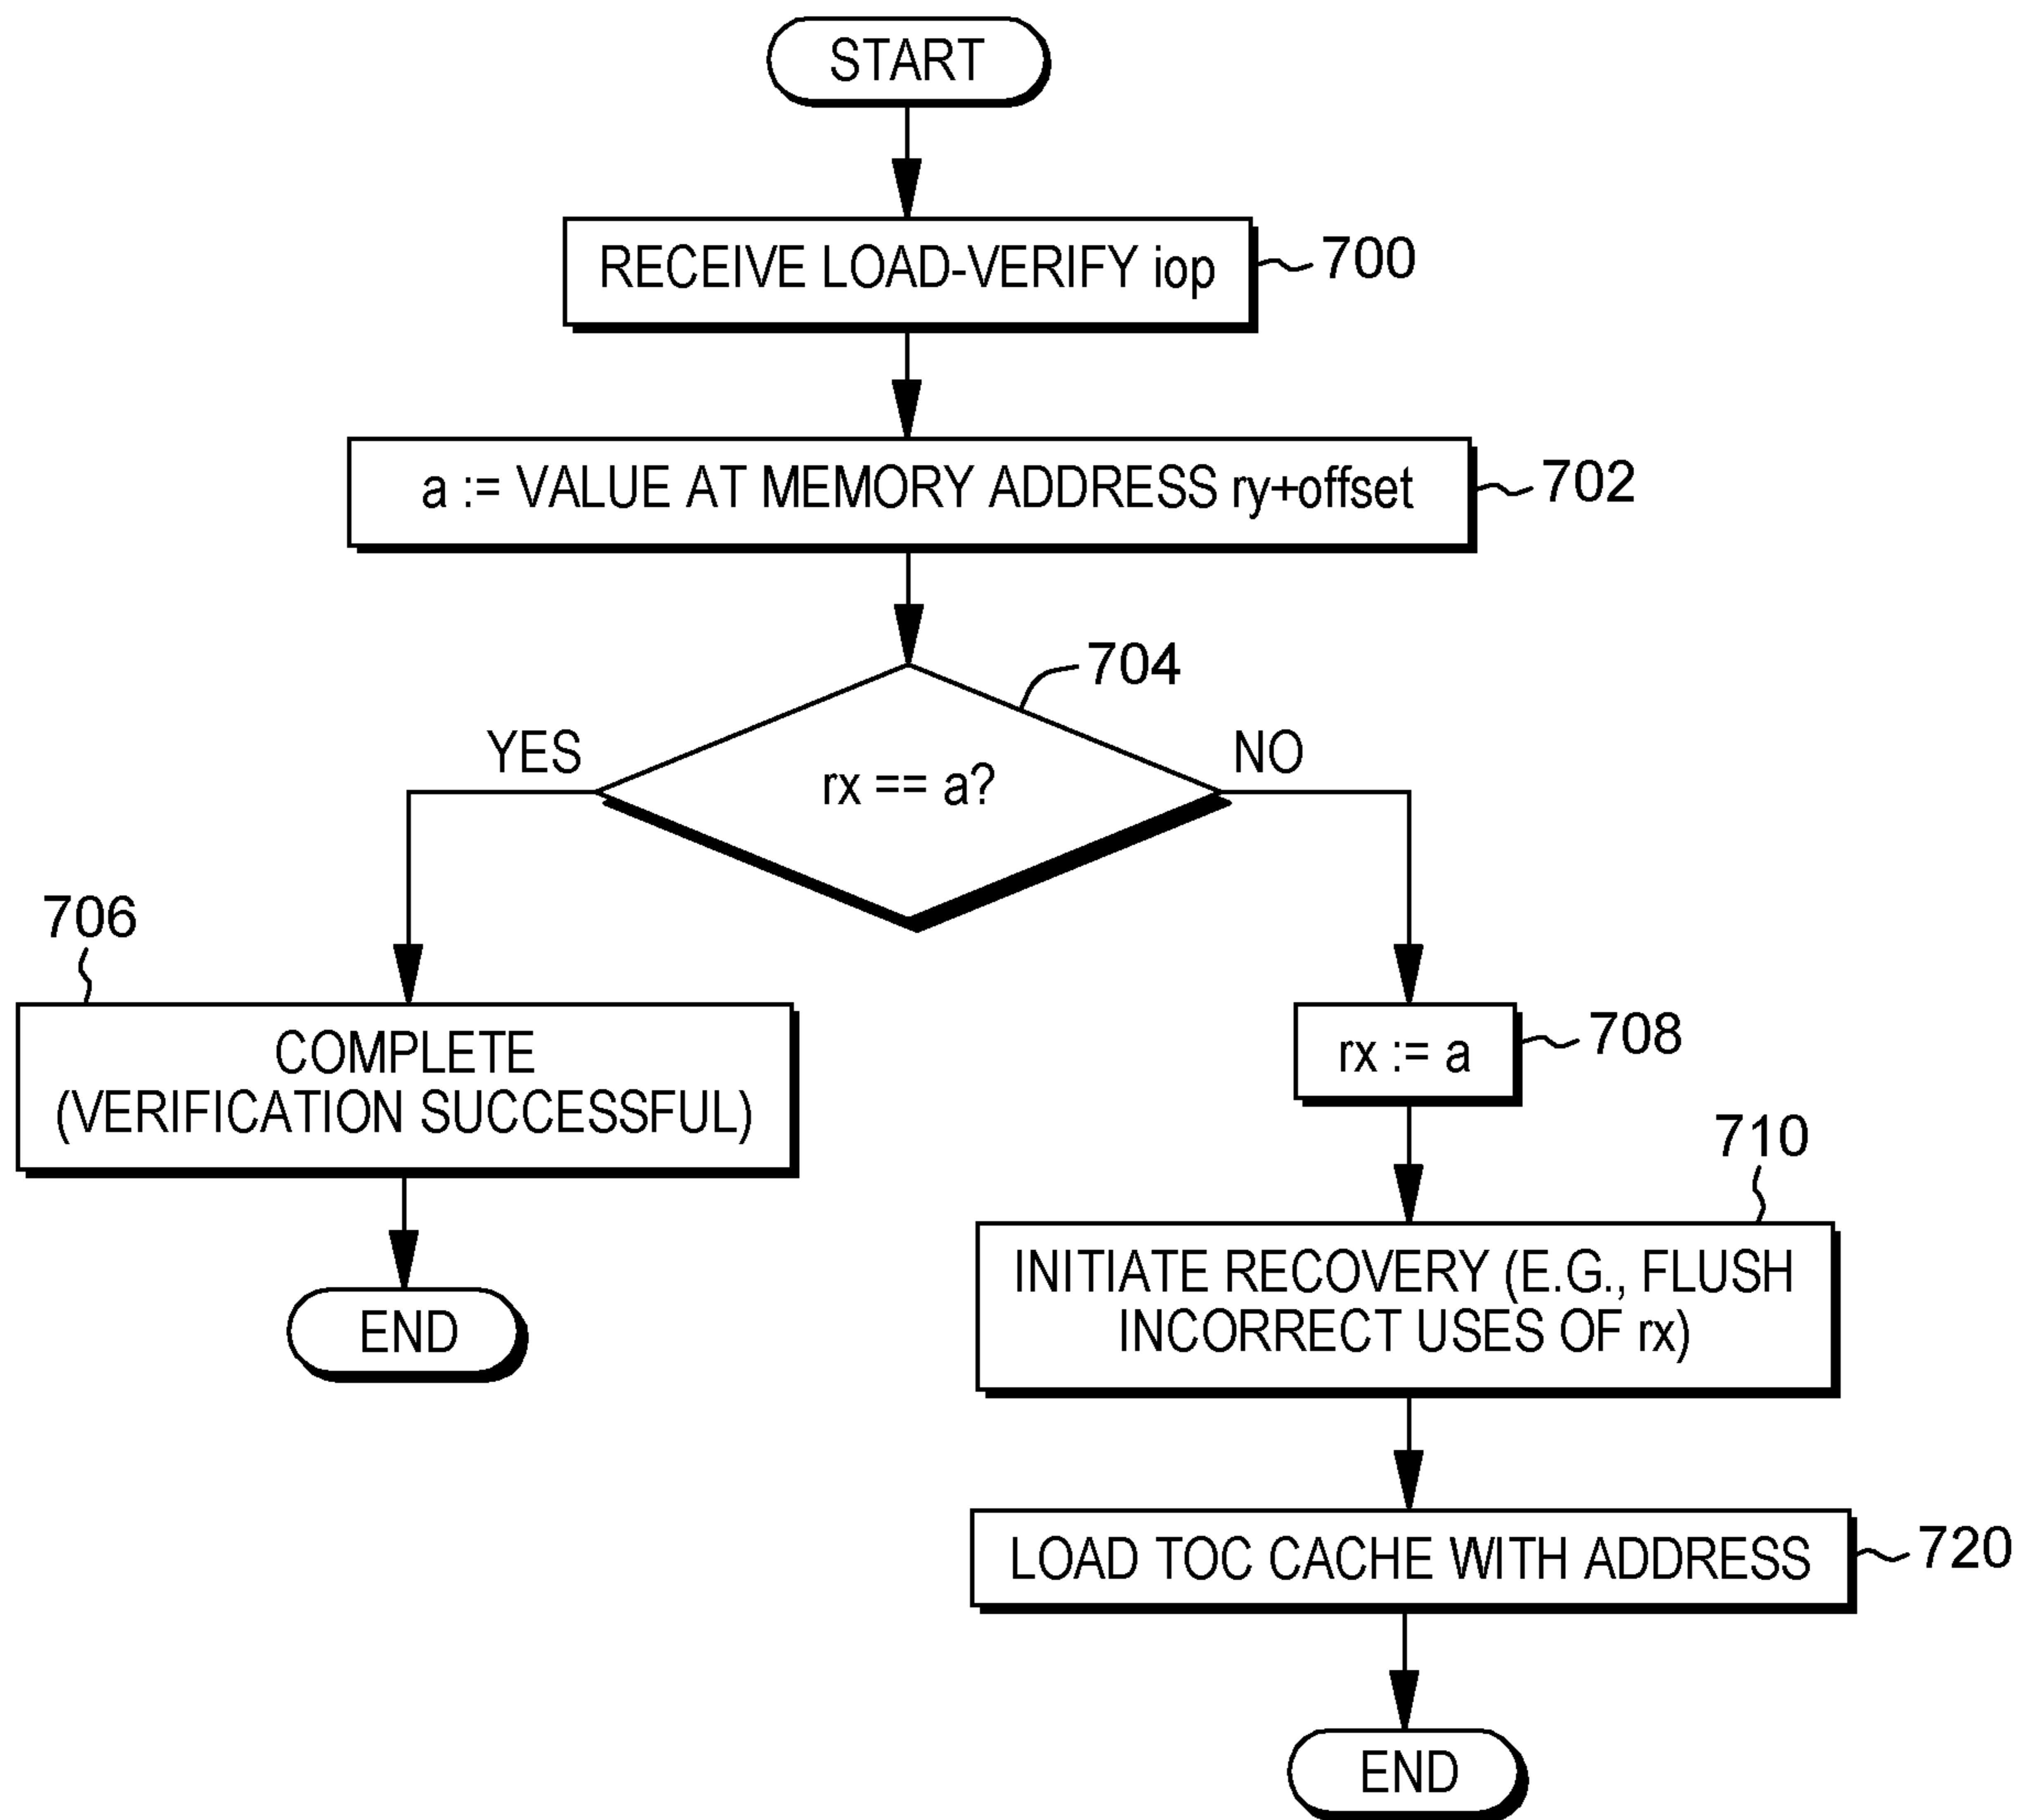 START
RECEIVE LOAD-VERIFY iop
700
a := VALUE AT MEMORY ADDRESS ry+offset
702
704
YES
rx == a?
NO
706
COMPLETE
(VERIFICATION SUCCESSFUL)
END
rx := a
708
710
INITIATE RECOVERY (E.G., FLUSH
INCORRECT USES OF rx)
LOAD TOC CACHE WITH ADDRESS
720
END